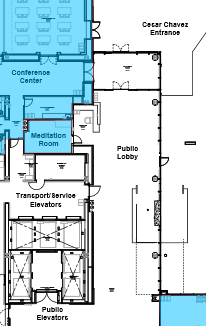 Cesar Chavez
Entrance
Conference
Center
Meditation
Room
Public
Lobby
Transport/Service
Elevators
Public
Elevators